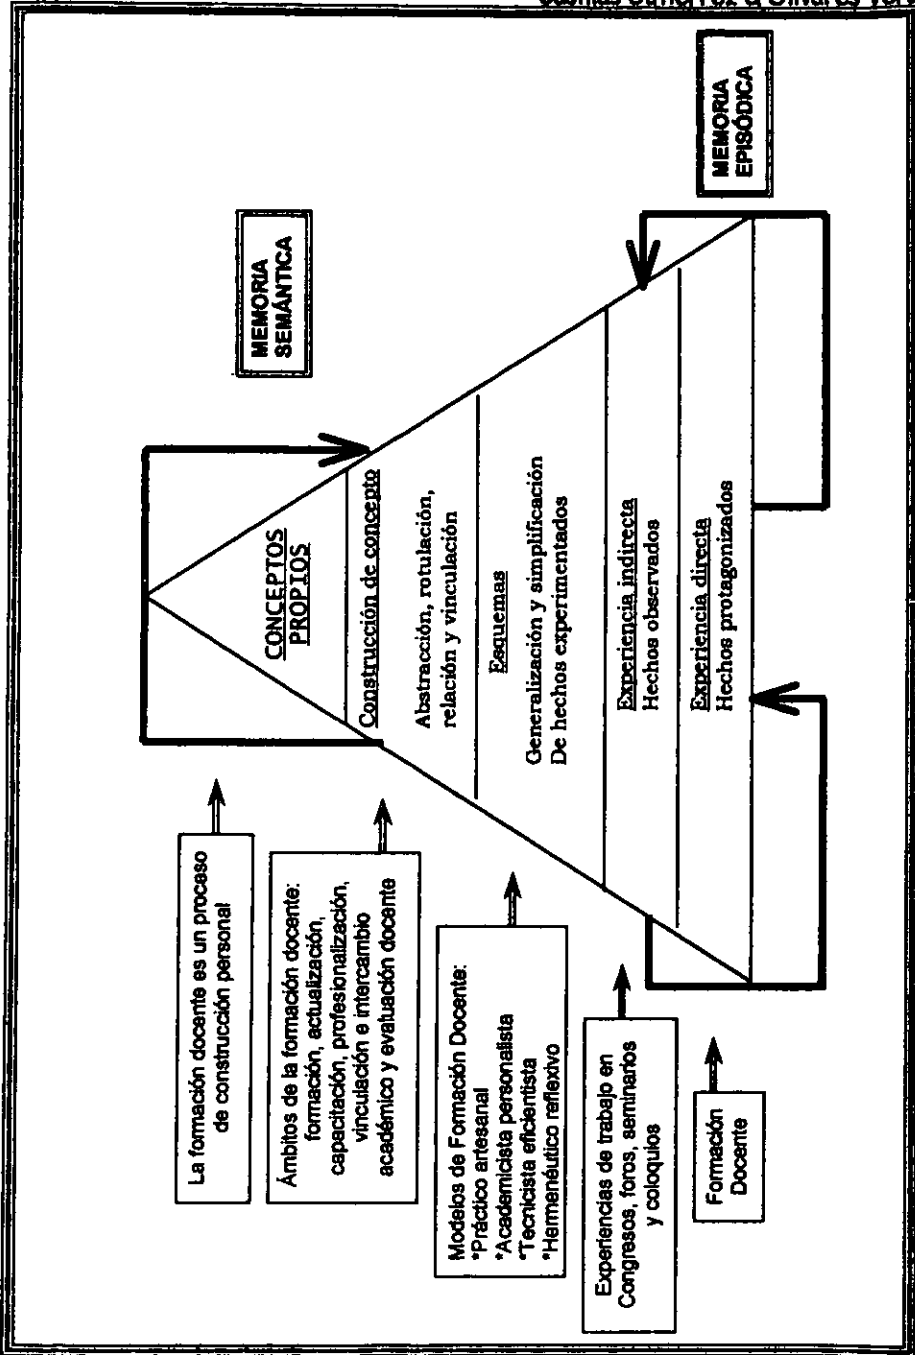 La formación docente es un proceso
de construcción personal
Ámbitos de la formación docente:
formación, actualización,
capacitación, profesionalización,
vinculación e intercambio
académico y evaluación docente
Modelos de Formación Docente:
*Práctico artesanal
*Academicista personalista
*Tecnicista eficientista
*Hermenéutico reflexivo
Experiencias de trabajo en
Congresos, foros, seminarios
y coloquios
Formación
Docente
CONCEPTOS
PROPIOS
Construcción de concepto
Abstracción, rotulación,
relación y vinculación
Esquemas
Generalización y simplificación
De hechos experimentados
Experiencia indirecta
Hechos observados
Experiencia directa
Hechos protagonizados
MEMORIA
SEMÁNTICA
MEMORIA
EPISÓDICA